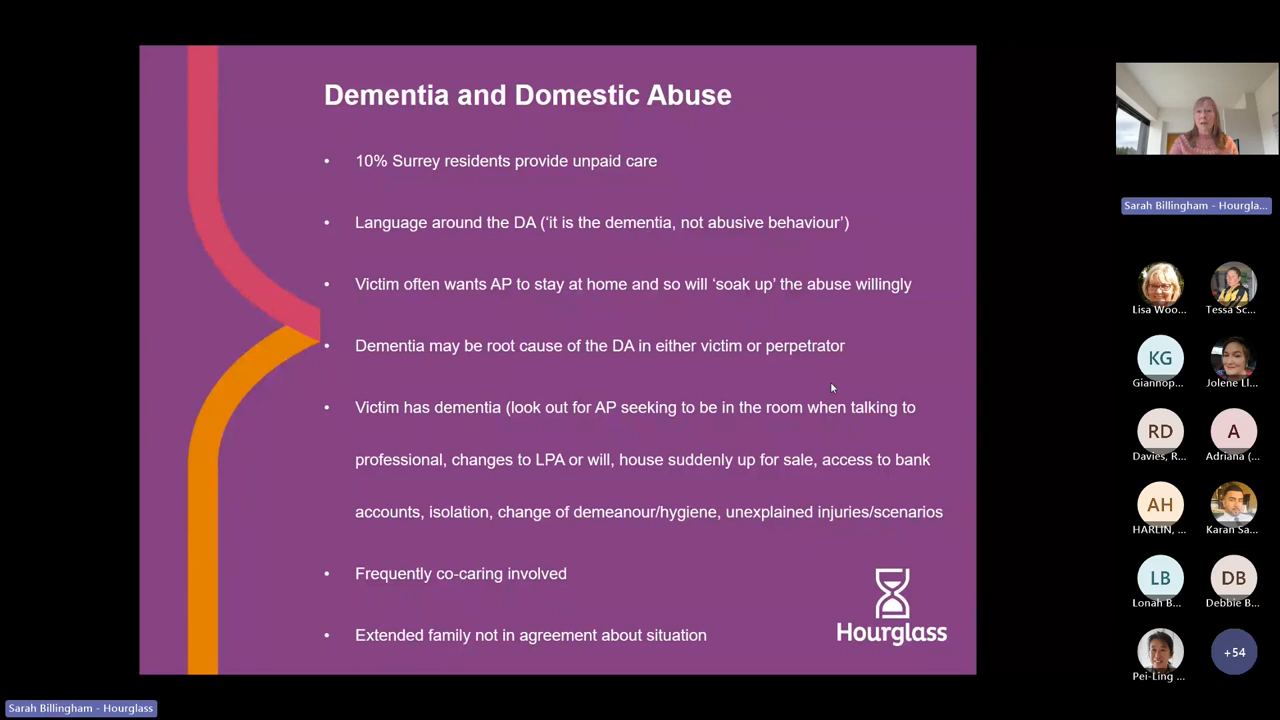 Dementia and Domestic Abuse
• 10% Surrey residents provide unpaid care
• Language around the DA (‘it is the dementia, not abusive behaviour’)
• Victim often wants AP to stay at home and so will ‘soak up’ the abuse willingly
• Dementia may be root cause of the DA in either victim or perpetrator
• Victim has dementia (look out for AP seeking to be in the room when talking to
professional, changes to LPA or will, house suddenly up for sale, access to bank
accounts, isolation, change of demeanour/hygiene, unexplained injuries/scenarios
• Frequently co-caring involved
• Extended family not in agreement about situation
Hourglass
Sarah Billingham - Hourgla...
Lisa Woo...
Tessa Sc...
KG
Giannop...
Jolene Ll...
RD
Davies, R...
A
Adriana (...
AH
HARLIN, ...
Karan Sa...
LB
Lonah B...
DB
Debbie B...
Pei-Ling ...
+54
Sarah Billingham - Hourglass